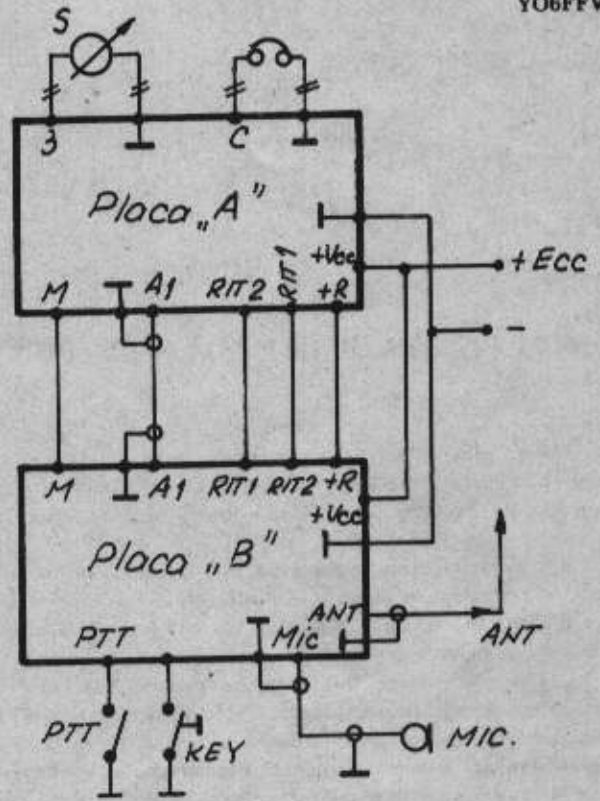 YO6FFV
S
3 C
Placa „A”
+Vcc
+Ecc
M A1 RIT2 RIT1 +R
-
M A1 RIT1 RIT2 +R
+Vcc
Placa „B”
ANT
ANT
PTT Mic
PTT KEY MIC.